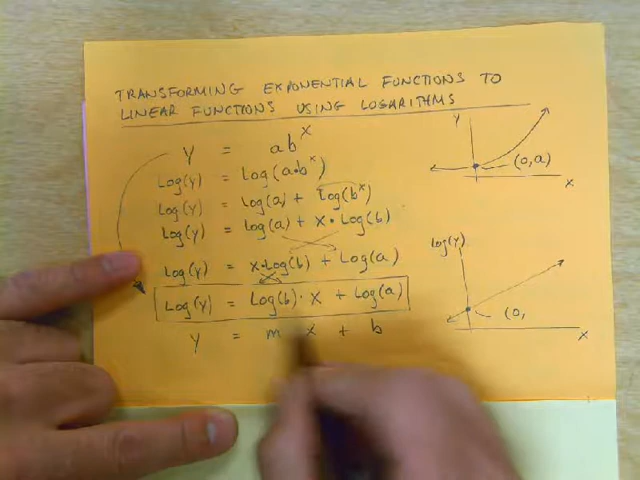 TRANSFORMING EXPONENTIAL FUNCTIONS TO
LINEAR FUNCTIONS USING LOGARITHMS
Y = ab^x
Log(y) = Log(a•b^x)
Log(y) = Log(a) + Log(b^x)
Log(y) = Log(a) + x • Log(b)
Log(y) = x•Log(b) + Log(a)
Log(y) = Log(b) • x + Log(a)
Y = m x + b
Y
(0,a)
X
Log(y)
(0,
X